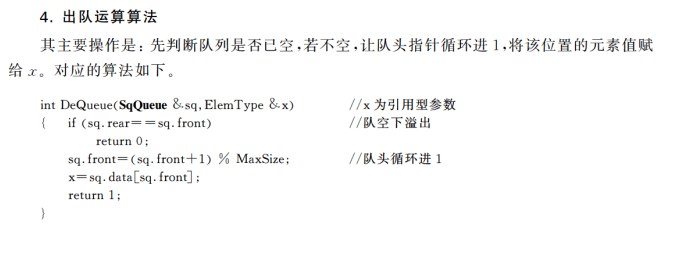 4. 出队运算算法
其主要操作是：先判断队列是否已空，若不空，让队头指针循环进 1，将该位置的元素值赋
给 x。对应的算法如下。
int DeQueue(SqQueue &sq,ElemType &x) //x 为引用型参数
{ if (sq.rear==sq.front) //队空下溢出
return 0;
sq.front=(sq.front+1) % MaxSize; //队头循环进 1
x=sq.data[sq.front];
return 1;
}